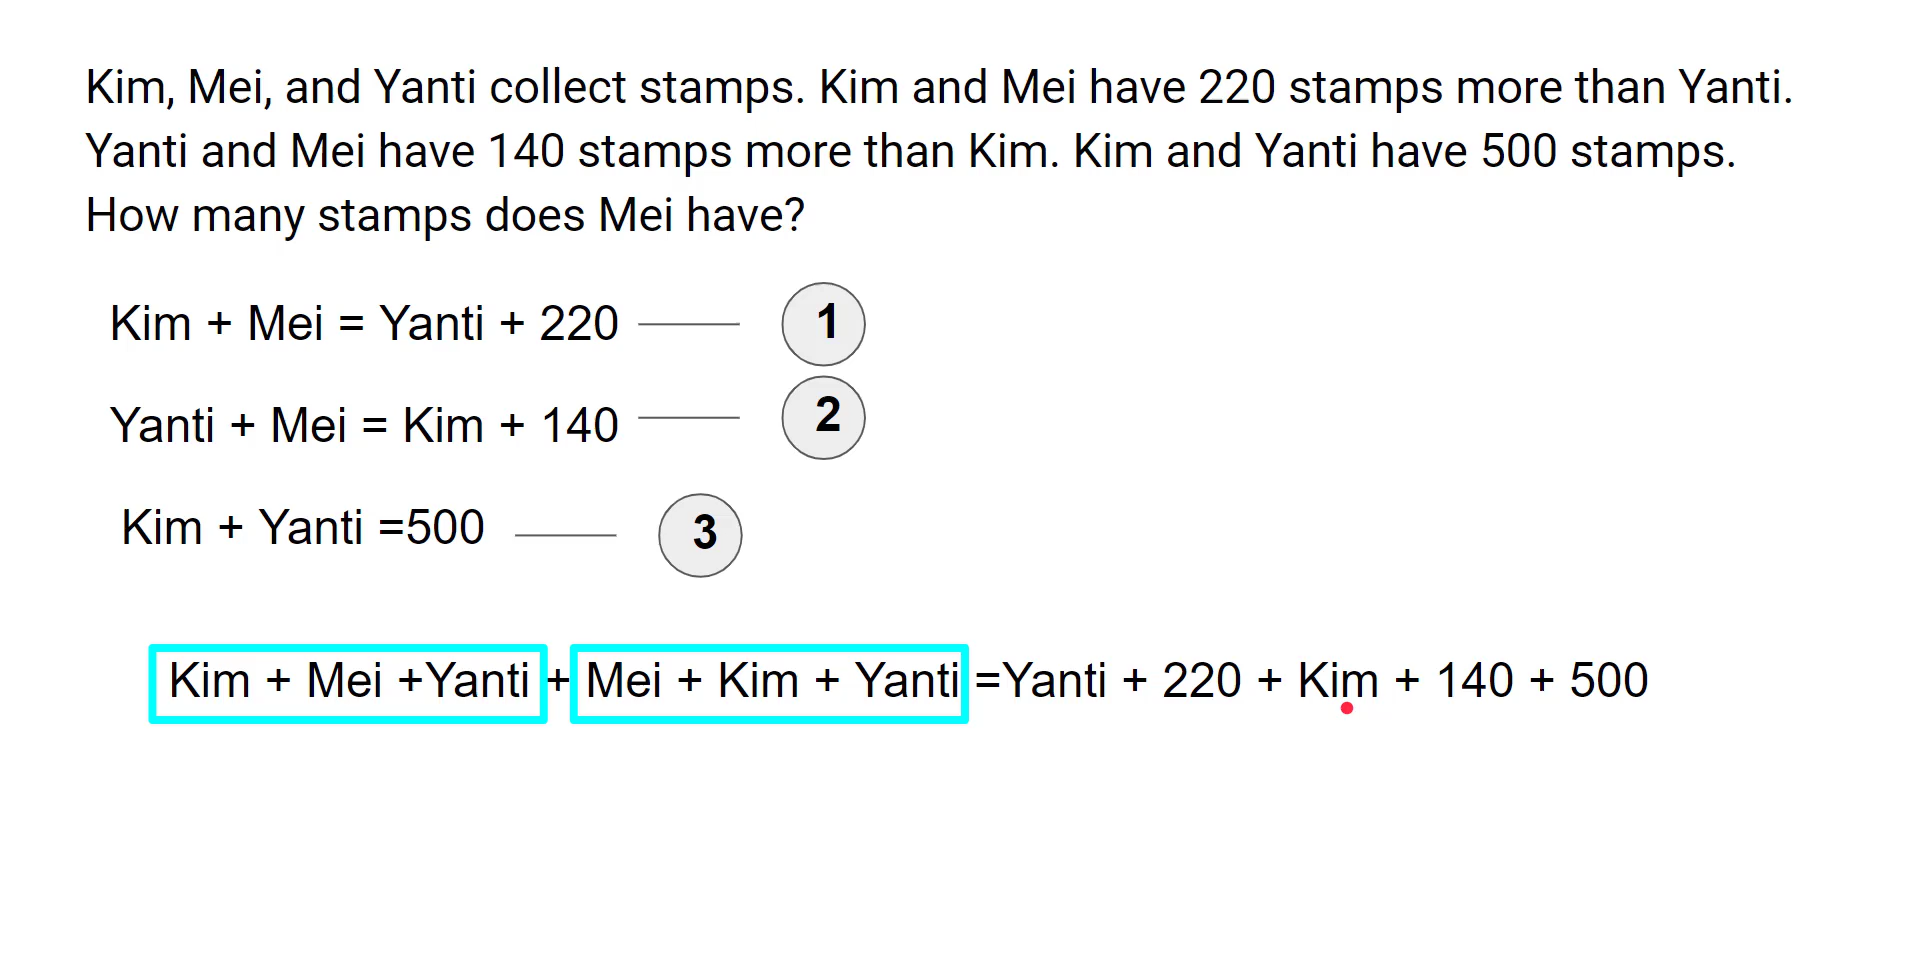 Kim, Mei, and Yanti collect stamps. Kim and Mei have 220 stamps more than Yanti.
Yanti and Mei have 140 stamps more than Kim. Kim and Yanti have 500 stamps.
How many stamps does Mei have?
Kim + Mei = Yanti + 220 1
Yanti + Mei = Kim + 140 2
Kim + Yanti =500 3
Kim + Mei +Yanti + Mei + Kim + Yanti =Yanti + 220 + Kim + 140 + 500